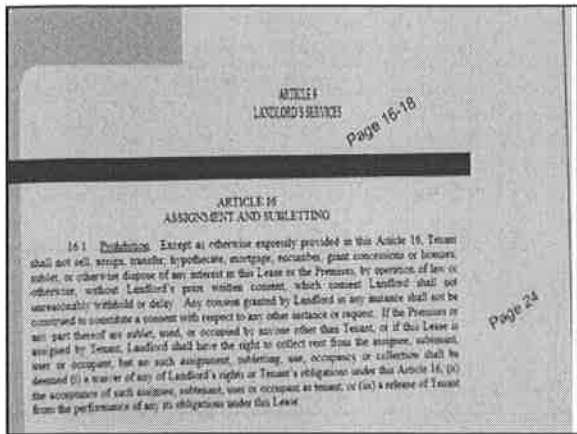 ARTICLE 8
LANDLORD'S SERVICES
Page 16-18
ARTICLE 16
ASSIGNMENT AND SUBLETTING
16.1 Prohibition. Except as otherwise expressly provided in this Article 16, Tenant
shall not sell, assign, transfer, hypothecate, mortgage, encumber, grant concessions or licenses,
sublet, or otherwise dispose of any interest in this Lease or the Premises, by operation of law or
otherwise, without Landlord's prior written consent, which consent Landlord shall not
unreasonably withhold or delay. Any consent granted by Landlord in any instance shall not be
construed to constitute a consent with respect to any other instance or request. If the Premises or
any part thereof are sublet, used, or occupied by anyone other than Tenant, or if this Lease is
assigned by Tenant, Landlord shall have the right to collect rent from the assignee, subtenant,
user or occupant, but no such assignment, subletting, use, occupancy or collection shall be
deemed (i) a waiver of any of Landlord's rights or Tenant's obligations under this Article 16, (ii)
the acceptance of such assignee, subtenant, user or occupant as tenant, or (iii) a release of Tenant
from the performance of any its obligations under this Lease.
Page 24